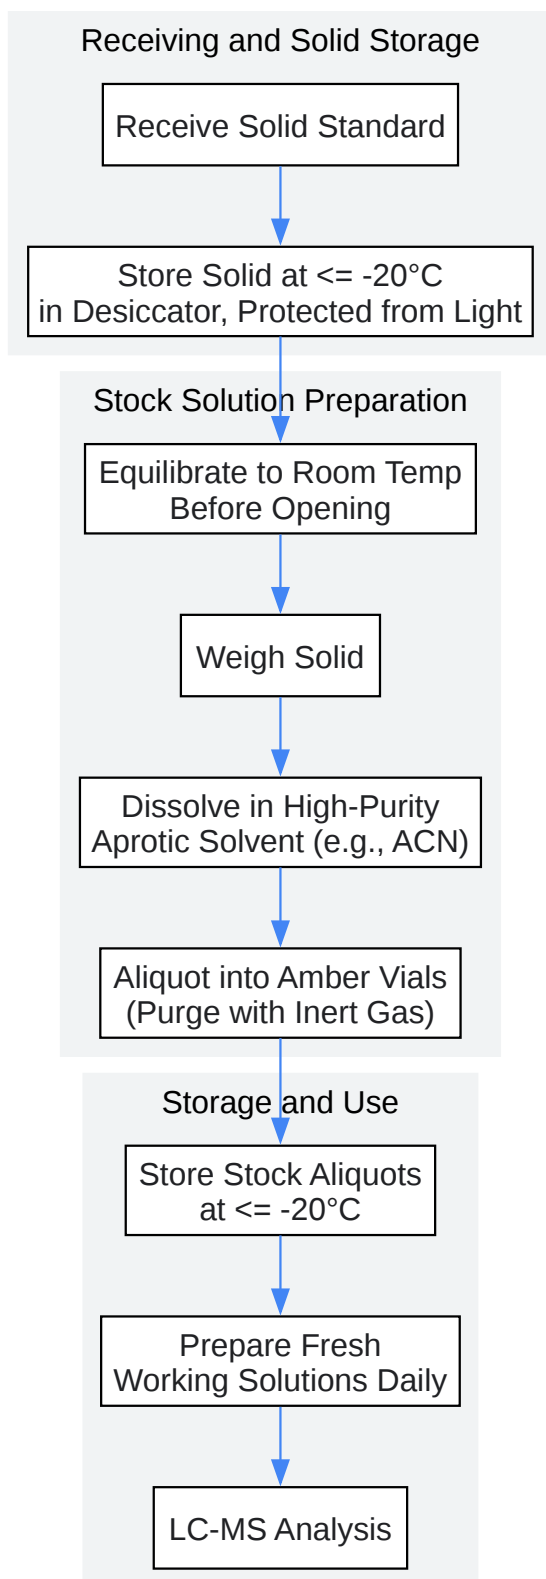 Receiving and Solid Storage
Receive Solid Standard
Store Solid at <= -20°C
in Desiccator, Protected from Light
Stock Solution Preparation
Equilibrate to Room Temp
Before Opening
Weigh Solid
Dissolve in High-Purity
Aprotic Solvent (e.g., ACN)
Aliquot into Amber Vials
(Purge with Inert Gas)
Storage and Use
Store Stock Aliquots
at <= -20°C
Prepare Fresh
Working Solutions Daily
LC-MS Analysis